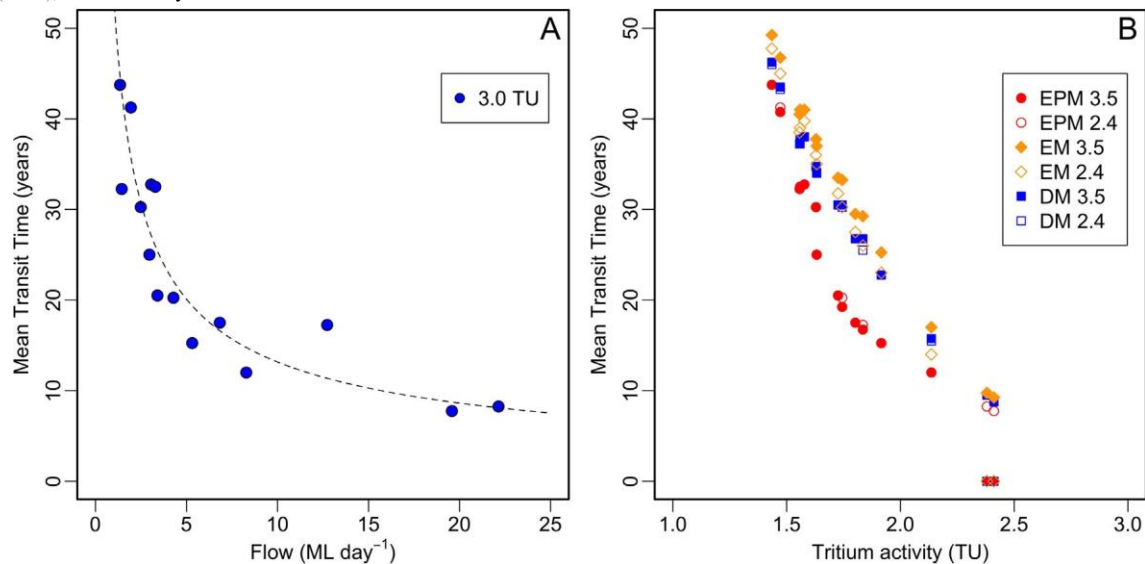 A
3.0 TU
Mean Transit Time (years)
50
40
30
20
10
0
0 5 10 15 20 25
Flow (ML day⁻¹)
B
EPM 3.5
EPM 2.4
EM 3.5
EM 2.4
DM 3.5
DM 2.4
Mean Transit Time (years)
50
40
30
20
10
0
1.0 1.5 2.0 2.5 3.0
Tritium activity (TU)